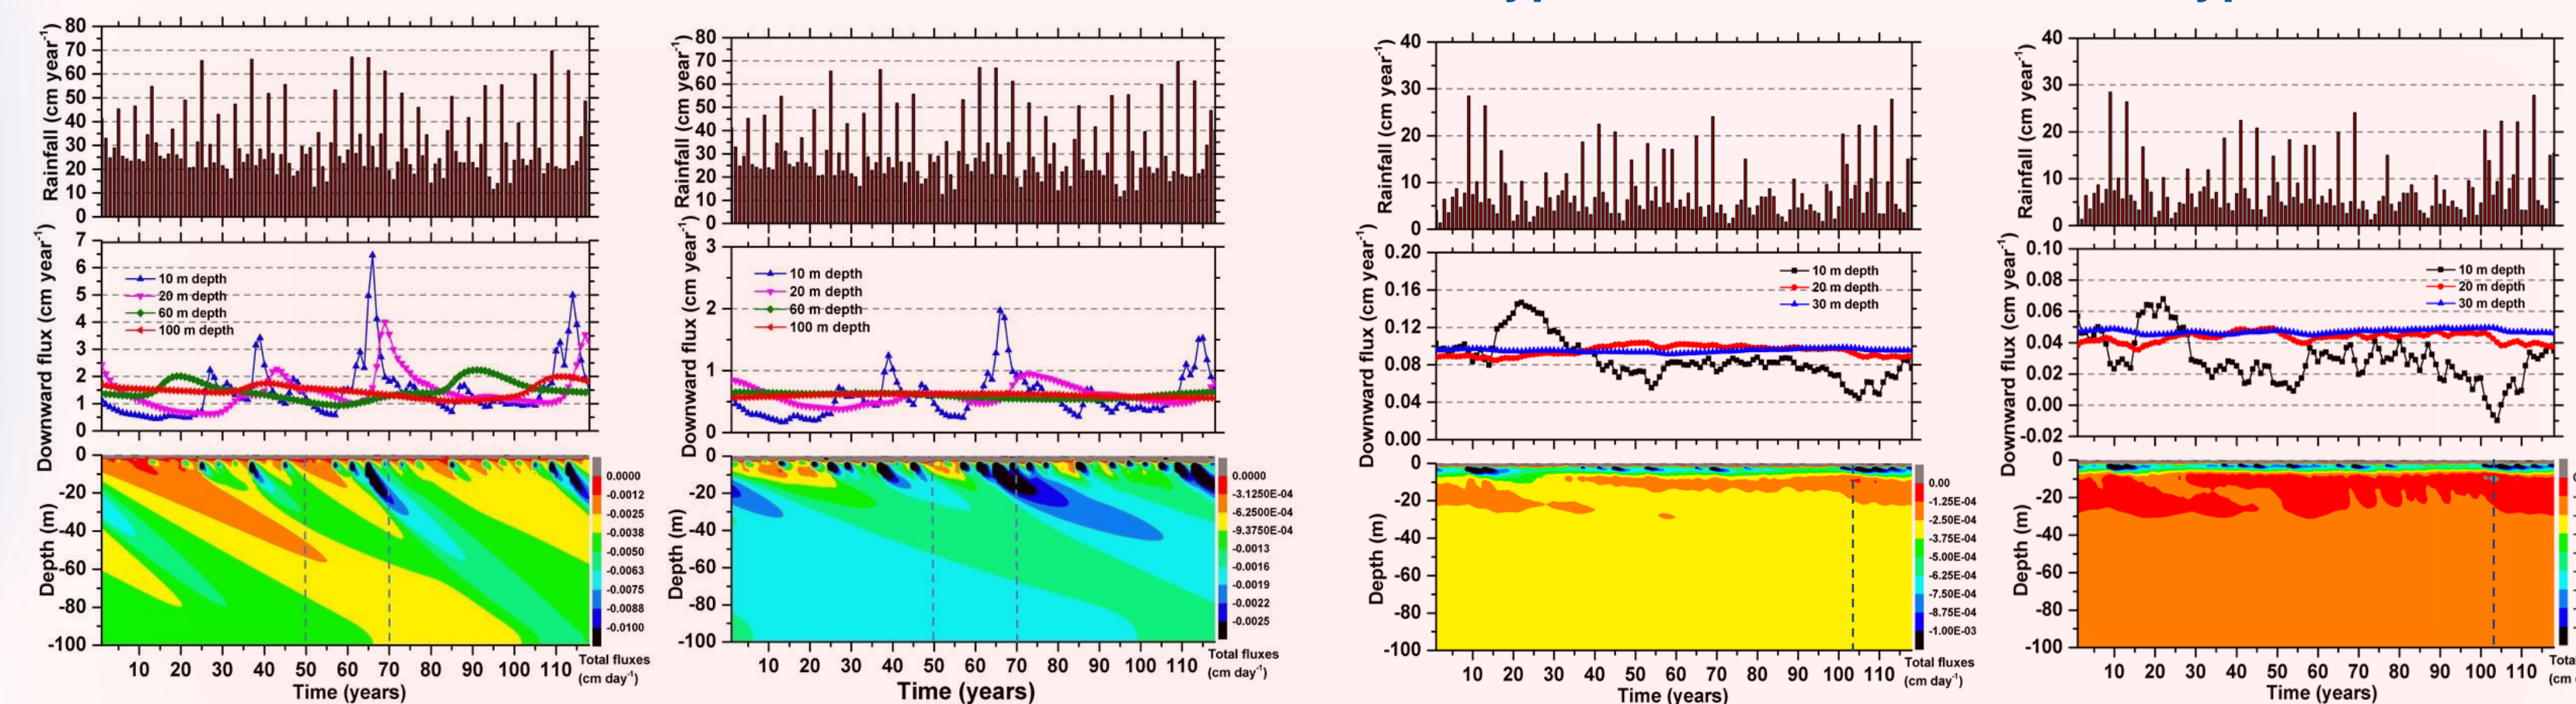 Rainfall (cm year-1)
80
70
60
50
40
30
20
10
0
Downward flux (cm year-1)
7
6
5
4
3
2
1
0
10 m depth
20 m depth
60 m depth
100 m depth
Depth (m)
0
-20
-40
-60
-80
-100
0.0000
-0.0012
-0.0025
-0.0038
-0.0050
-0.0063
-0.0075
-0.0088
-0.0100
Total fluxes
(cm day-1)
10 20 30 40 50 60 70 80 90 100 110
Time (years)
Rainfall (cm year-1)
80
70
60
50
40
30
20
10
0
Downward flux (cm year-1)
3
2
1
0
10 m depth
20 m depth
60 m depth
100 m depth
Depth (m)
0
-20
-40
-60
-80
-100
0.0000
-3.1250E-04
-6.2500E-04
-9.3750E-04
-0.0013
-0.0016
-0.0019
-0.0022
-0.0025
Total fluxes
(cm day-1)
10 20 30 40 50 60 70 80 90 100 110
Time (years)
Rainfall (cm year-1)
40
30
20
10
0
Downward flux (cm year-1)
0.20
0.16
0.12
0.08
0.04
0.00
10 m depth
20 m depth
30 m depth
Depth (m)
0
-20
-40
-60
-80
-100
0.00
-1.25E-04
-2.50E-04
-3.75E-04
-5.00E-04
-6.25E-04
-7.50E-04
-8.75E-04
-1.00E-03
Total fluxes
(cm day-1)
10 20 30 40 50 60 70 80 90 100 110
Time (years)
Rainfall (cm year-1)
40
30
20
10
0
Downward flux (cm year-1)
0.10
0.08
0.06
0.04
0.02
0.00
-0.02
10 m depth
20 m depth
30 m depth
Depth (m)
0
-20
-40
-60
-80
-100
10 20 30 40 50 60 70 80 90 100 110
Time (years)